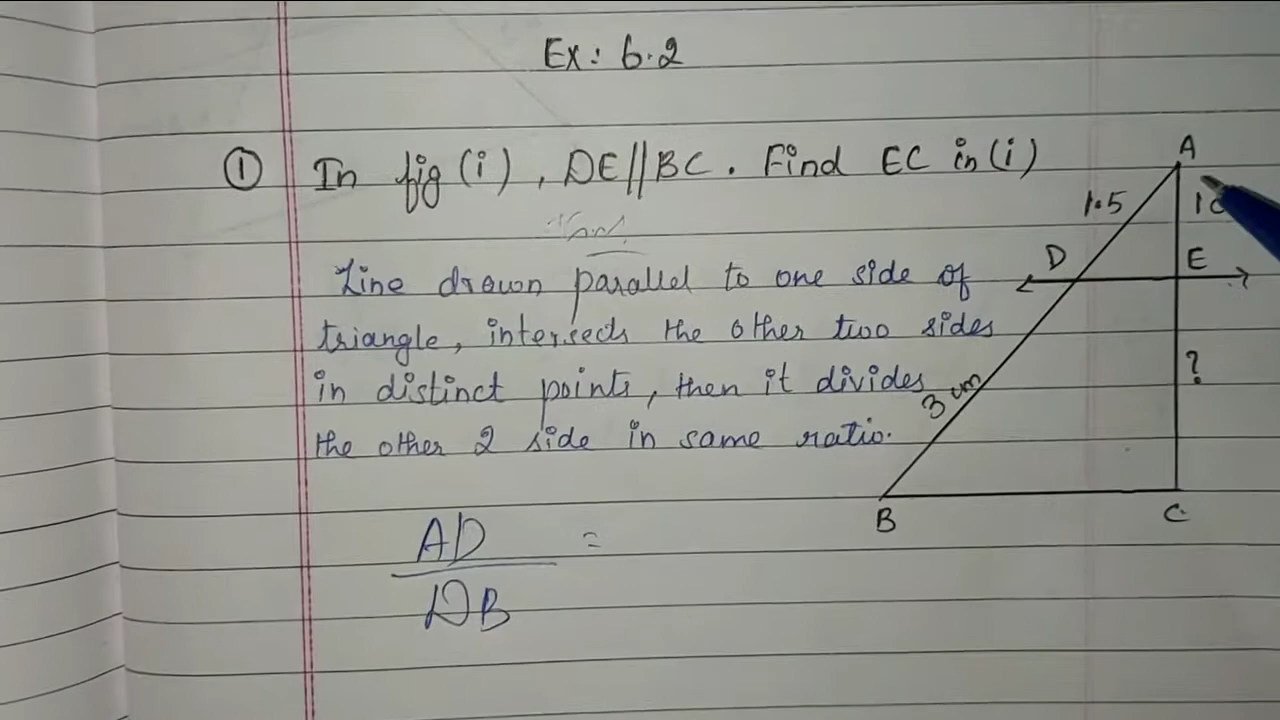 Ex: 6.2
① In fig (i), DE||BC. Find EC in (i)
Line drawn parallel to one side of
triangle, intersects the other two sides
in distinct points, then it divides
the other 2 side in same ratio.
AD =
DB
A
1.5
1
D
E
?
3 cm
B
C